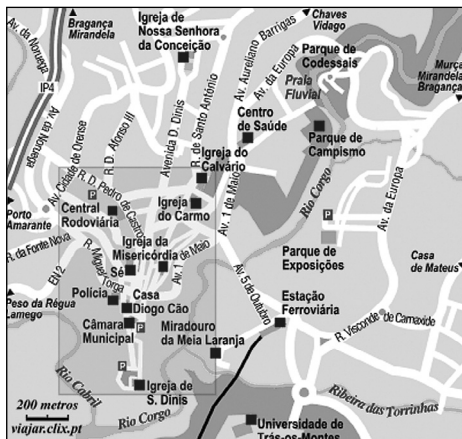 Bragança
Mirandela
Igreja de
Nossa Senhora
da Conceição
Chaves
Vidago
Av. da Noruega
Av. Aureliano Barrigas
Parque de
Codessais
Praia
Fluvial
Murça
Mirandela
Bragança
IP4
Av. da Europa
Av. da Noruega
R. D. Afonso III
Avenida D. Dinis
R. de Santo António
Centro
de Saúde
Parque de
Campismo
Av. Cidade de Orense
Igreja do
Calvário
Rio Corgo
Av. da Europa
R. D. Pedro de Castro
P
Igreja
do Carmo
Av. 1 de Maio
Porto
Amarante
Central
Rodoviária
P
R. da Fonte Nova
Igreja da
Misericórdia
Parque de
Exposições
Casa
de Mateus
R. Miguel Torga
Sé
Av. 1 de Maio
EN 2
Av. 5 de Outubro
Peso da Régua
Lamego
Polícia
Casa
Diogo Cão
Estação
Ferroviária
Câmara
Municipal
P
Miradouro
da Meia Laranja
R. Visconde de Carnaxide
P
Rio Cabril
Igreja de
S. Dinis
Ribeira das Torrinhas
200 metros
viajar.clix.pt
Rio Corgo
Universidade de
Trás-os-Montes